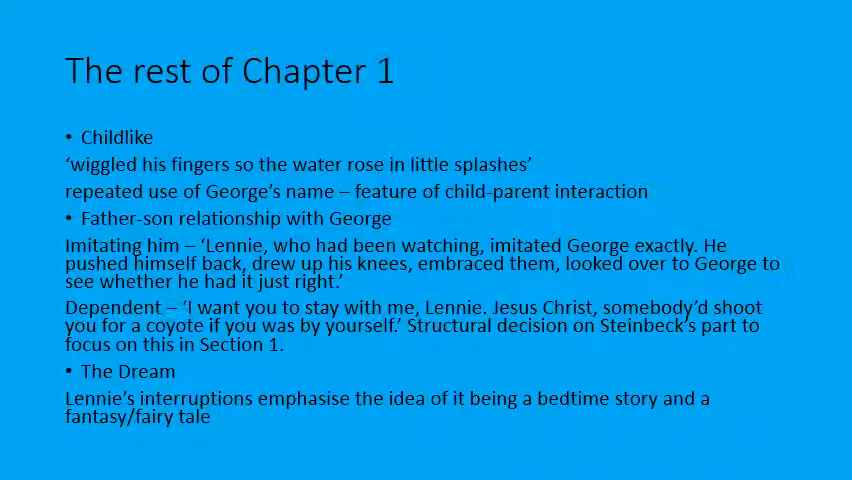 The rest of Chapter 1
• Childlike
‘wiggled his fingers so the water rose in little splashes’
repeated use of George’s name – feature of child-parent interaction
• Father-son relationship with George
Imitating him – ‘Lennie, who had been watching, imitated George exactly. He
pushed himself back, drew up his knees, embraced them, looked over to George to
see whether he had it just right.’
Dependent – ‘I want you to stay with me, Lennie. Jesus Christ, somebody’d shoot
you for a coyote if you was by yourself.’ Structural decision on Steinbeck’s part to
focus on this in Section 1.
• The Dream
Lennie’s interruptions emphasise the idea of it being a bedtime story and a
fantasy/fairy tale